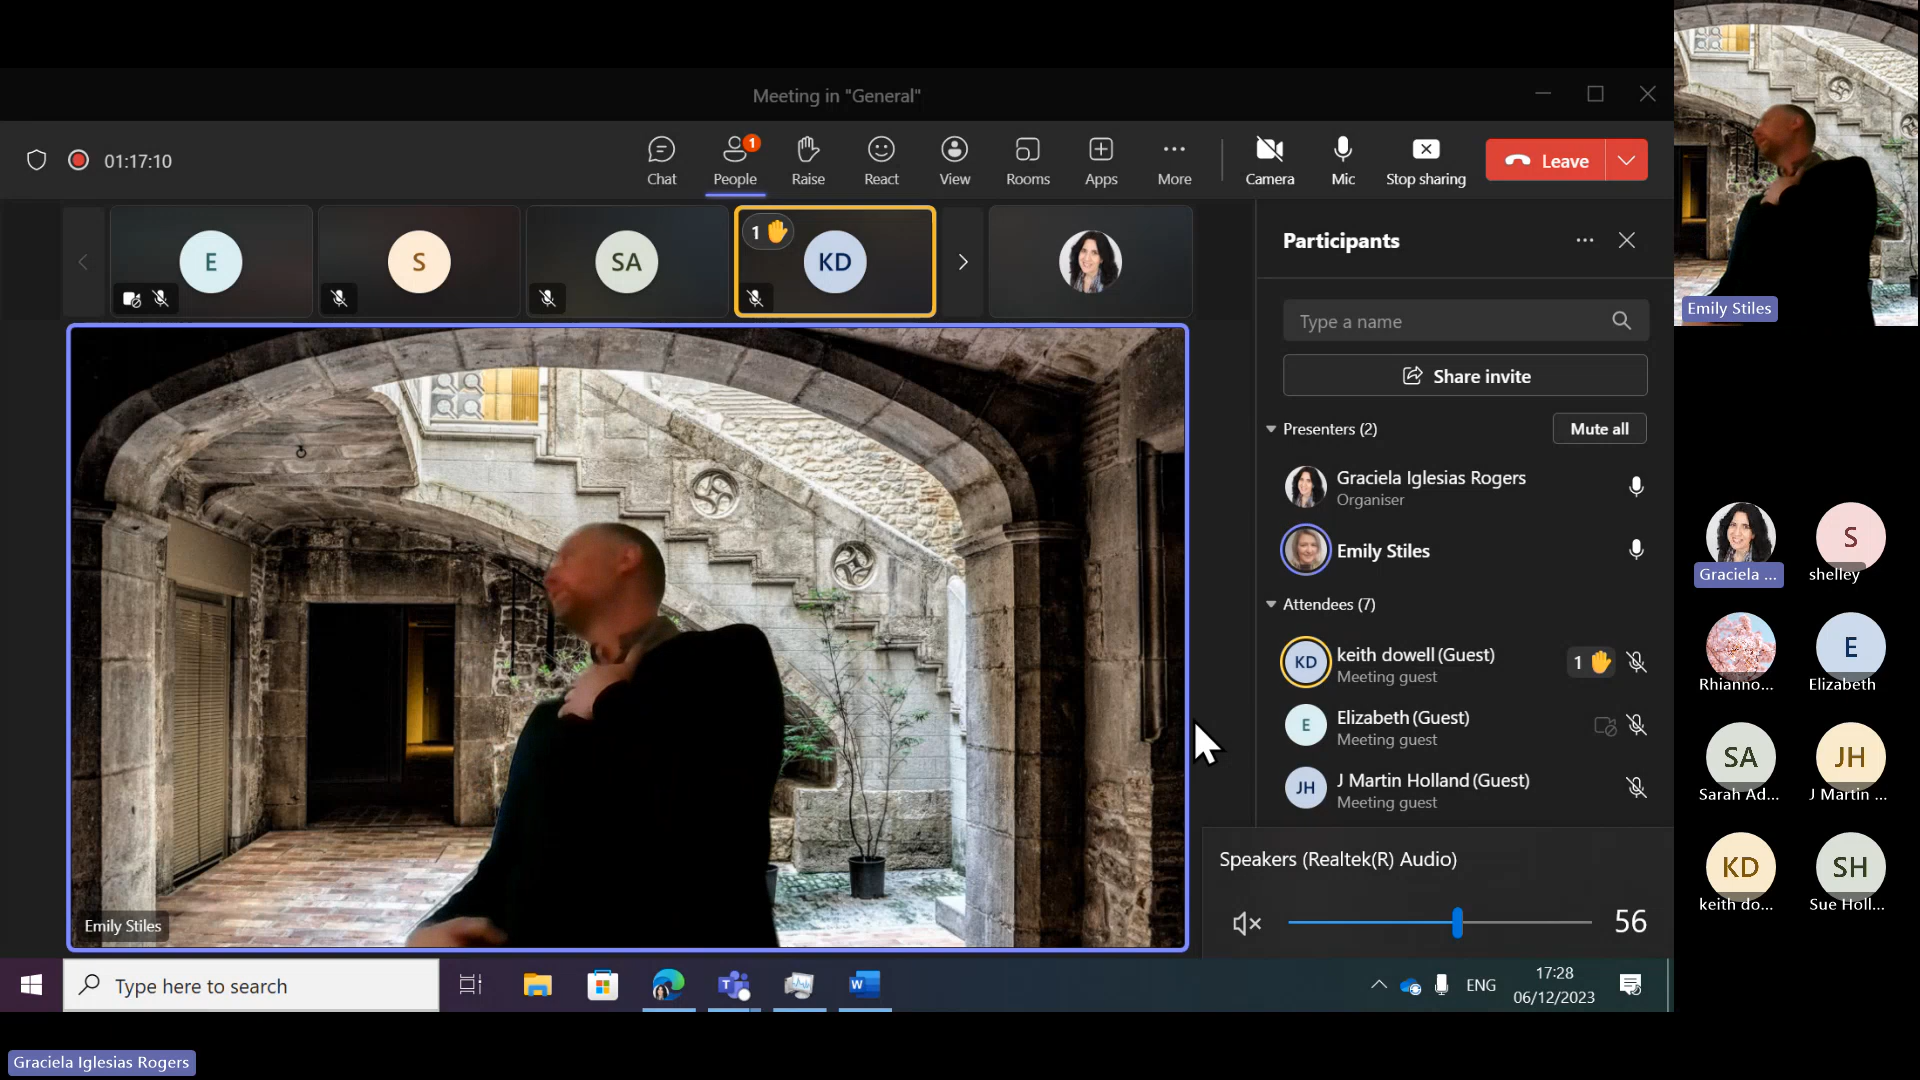 Meeting in "General"
01:17:10
Chat
People
1
Raise
React
View
Rooms
Apps
More
Camera
Mic
Stop sharing
Leave
E
S
SA
1
KD
Participants
Type a name
Share invite
Presenters (2)
Mute all
Graciela Iglesias Rogers
Organiser
Emily Stiles
Attendees (7)
KD
keith dowell (Guest)
Meeting guest
1
E
Elizabeth (Guest)
Meeting guest
JH
J Martin Holland (Guest)
Meeting guest
Speakers (Realtek(R) Audio)
56
Emily Stiles
Type here to search
W
ENG
17:28
06/12/2023
Emily Stiles
Graciela ...
S
shelley
Rhianno...
E
Elizabeth
SA
Sarah Ad...
JH
J Martin ...
KD
keith do...
SH
Sue Holl...
Graciela Iglesias Rogers